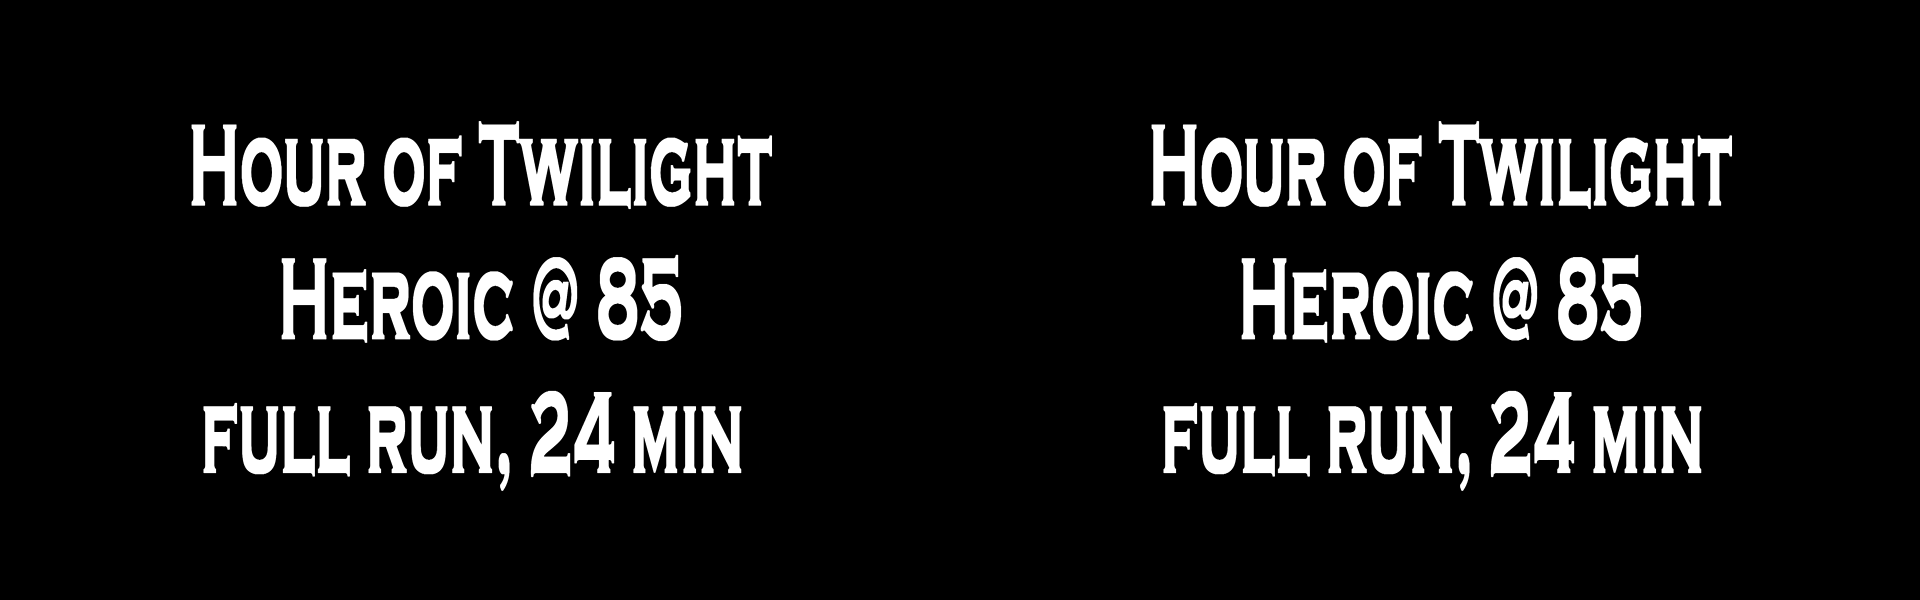 Hour of Twilight Hour of Twilight
Heroic @ 85 Heroic @ 85
full run, 24 min full run, 24 min